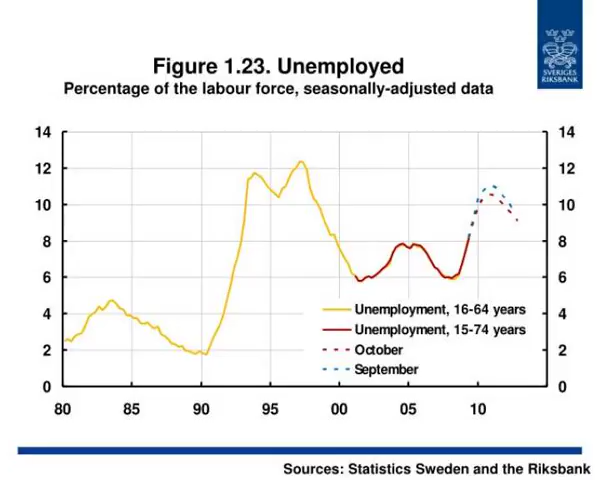 SVERIGES
RIKSBANK
Figure 1.23. Unemployed
Percentage of the labour force, seasonally-adjusted data
14 14
12 12
10 10
8 8
6 6
4 4
2 2
0 0
Unemployment, 16-64 years
Unemployment, 15-74 years
October
September
80 85 90 95 00 05 10
Sources: Statistics Sweden and the Riksbank